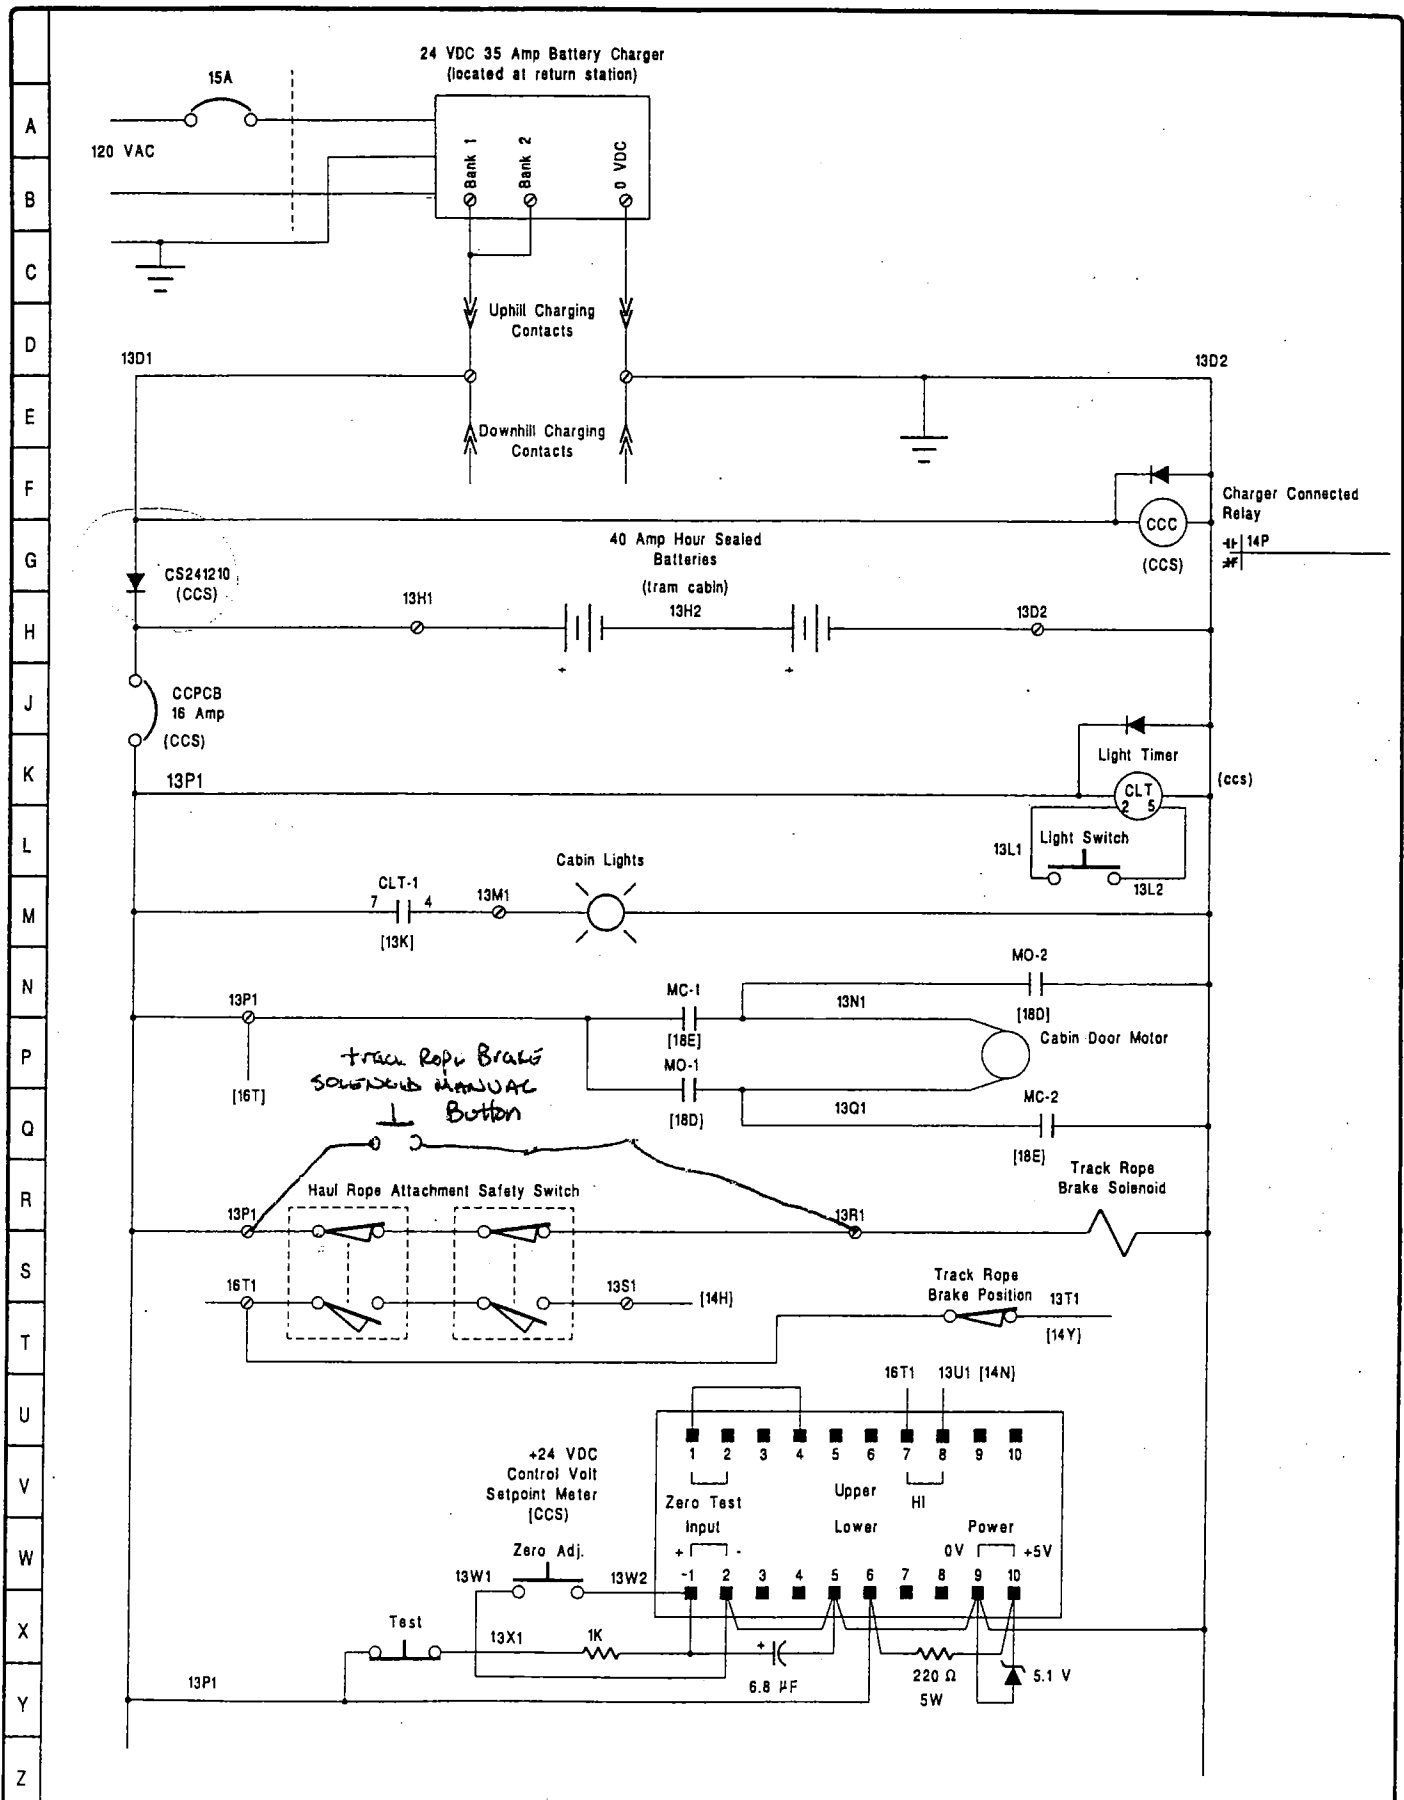 24 VDC 35 Amp Battery Charger
(located at return station)
15A
A
120 VAC
Bank 1
Bank 2
0 VDC
B
C
Uphill Charging
Contacts
D
13D1
13D2
E
Downhill Charging
Contacts
F
Charger Connected
Relay
CCC
(CCS)
14P
G
40 Amp Hour Sealed
Batteries
(tram cabin)
CS241210
(CCS)
13H1
13H2
13D2
H
+
+
J
CCPCB
16 Amp
(CCS)
Light Timer
K
13P1
CLT
2 5
(ccs)
L
13L1
Light Switch
13L2
Cabin Lights
CLT-1
7 4
13M1
M
[13K]
MO-2
N
13P1
MC-1
13N1
[18D]
[18E]
Cabin Door Motor
P
track Rope Brake
SOLENOID MANUAL
Button
MO-1
[16T]
13Q1
MC-2
[18D]
Q
[18E]
Track Rope
Brake Solenoid
R
Haul Rope Attachment Safety Switch
13P1
13R1
S
16T1
13S1
[14H]
Track Rope
Brake Position
13T1
[14Y]
T
16T1 13U1 [14N]
U
1 2 3 4 5 6 7 8 9 10
+24 VDC
Control Volt
Setpoint Meter
(CCS)
V
Upper
HI
Zero Test
Input
Lower
Power
W
+ -
0V +5V
Zero Adj.
13W1
13W2
-1 2 3 4 5 6 7 8 9 10
X
Test
13X1
1K
+
6.8 µF
220 Ω
5W
5.1 V
13P1
Y
Z